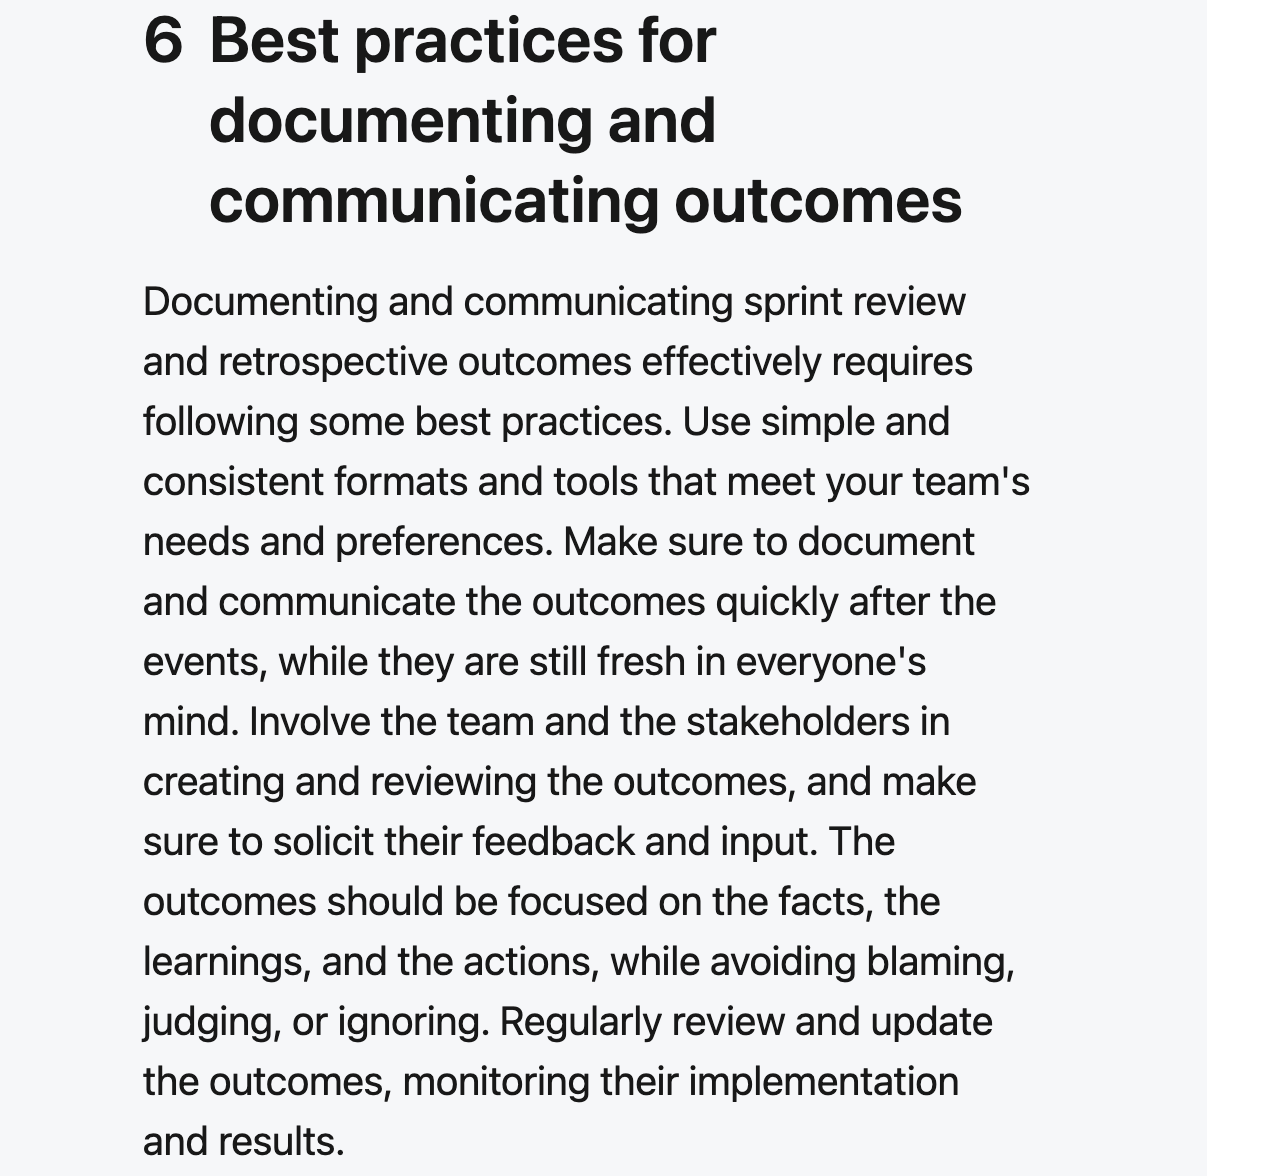 6 Best practices for
documenting and
communicating outcomes
Documenting and communicating sprint review
and retrospective outcomes effectively requires
following some best practices. Use simple and
consistent formats and tools that meet your team's
needs and preferences. Make sure to document
and communicate the outcomes quickly after the
events, while they are still fresh in everyone's
mind. Involve the team and the stakeholders in
creating and reviewing the outcomes, and make
sure to solicit their feedback and input. The
outcomes should be focused on the facts, the
learnings, and the actions, while avoiding blaming,
judging, or ignoring. Regularly review and update
the outcomes, monitoring their implementation
and results.